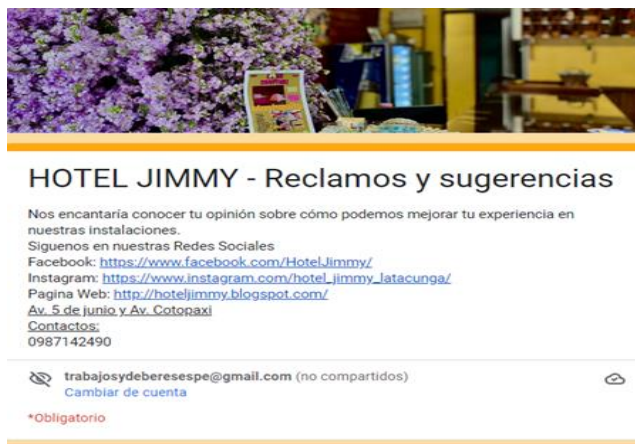 HOTEL JIMMY - Reclamos y sugerencias
Nos encantaría conocer tu opinión sobre cómo podemos mejorar tu experiencia en
nuestras instalaciones.
Siguenos en nuestras Redes Sociales
Facebook: https://www.facebook.com/HotelJimmy/
Instagram: https://www.instagram.com/hotel_jimmy_latacunga/
Pagina Web: http://hoteljimmy.blogspot.com/
Av. 5 de junio y Av. Cotopaxi
Contactos:
0987142490
trabajosydeberesespe@gmail.com (no compartidos)
Cambiar de cuenta
*Obligatorio